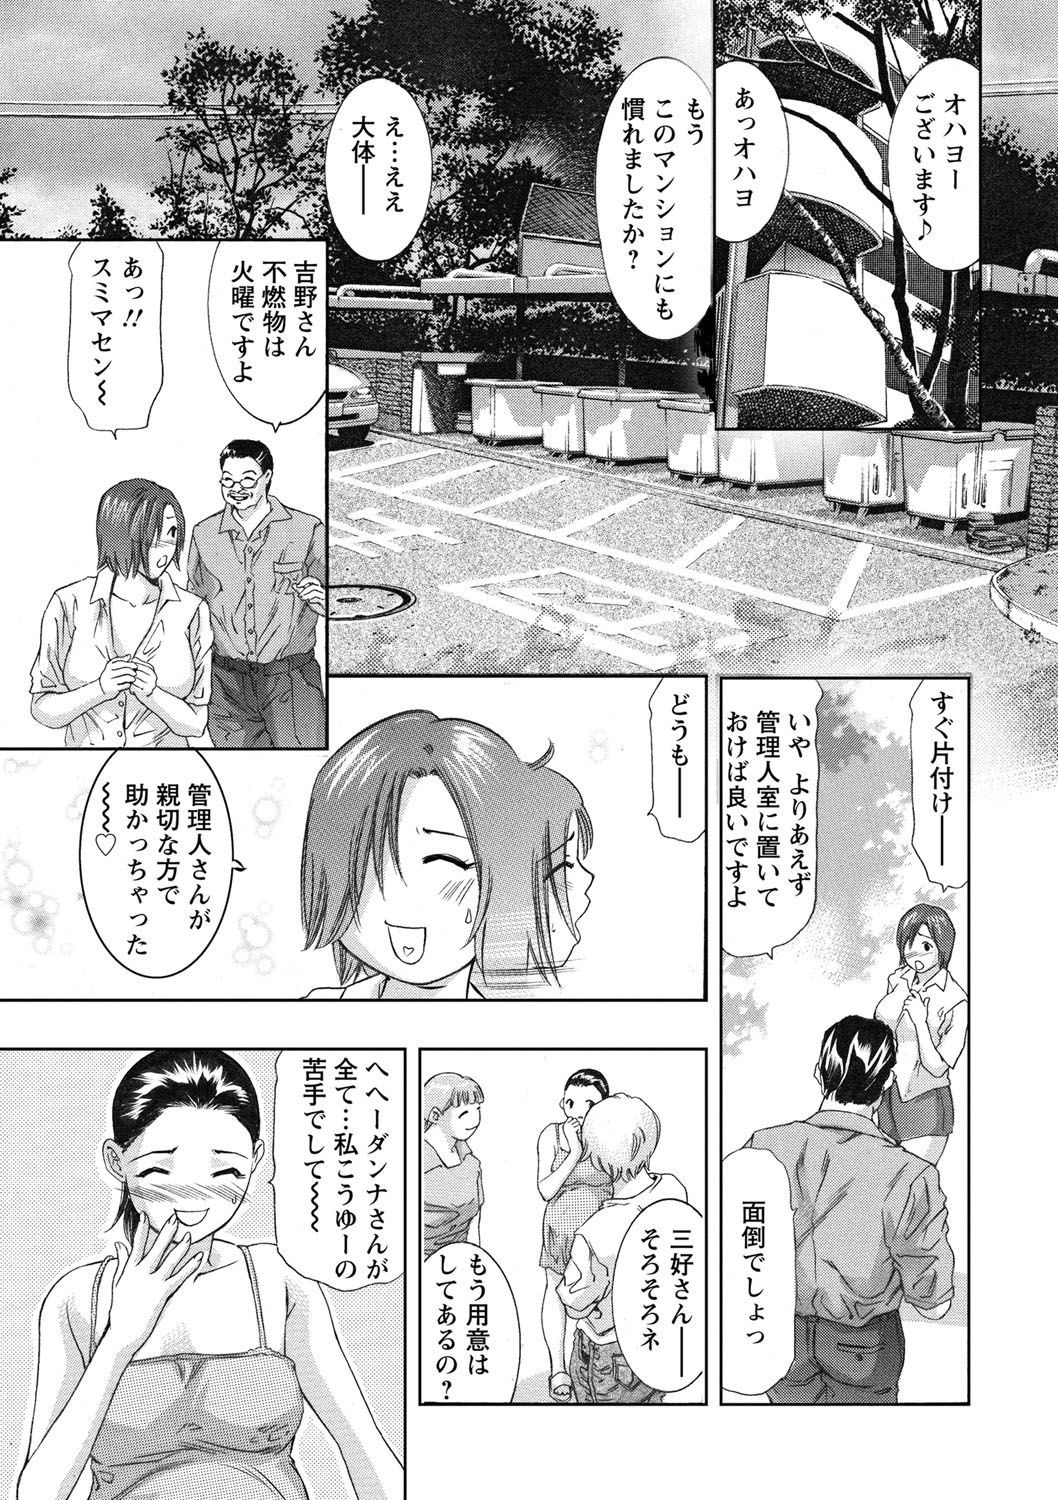 オハヨー
ございます♪
あっオハヨ
もう
このマンションにも
慣れましたか?
え…ええ
大体──
吉野さん
不燃物は
火曜ですよ
あっ!!
スミマセン〜
すぐ片付け──
いや よりあえず
管理人室に置いて
おけば良いですよ
面倒でしょっ
どうも──
管理人さんが
親切な方で
助かっちゃった
〜〜♡
三好さん──
そろそろネ
もう用意は
してあるの?
へへーダンナさんが
全て…私こうゆーの
苦手でして〜〜